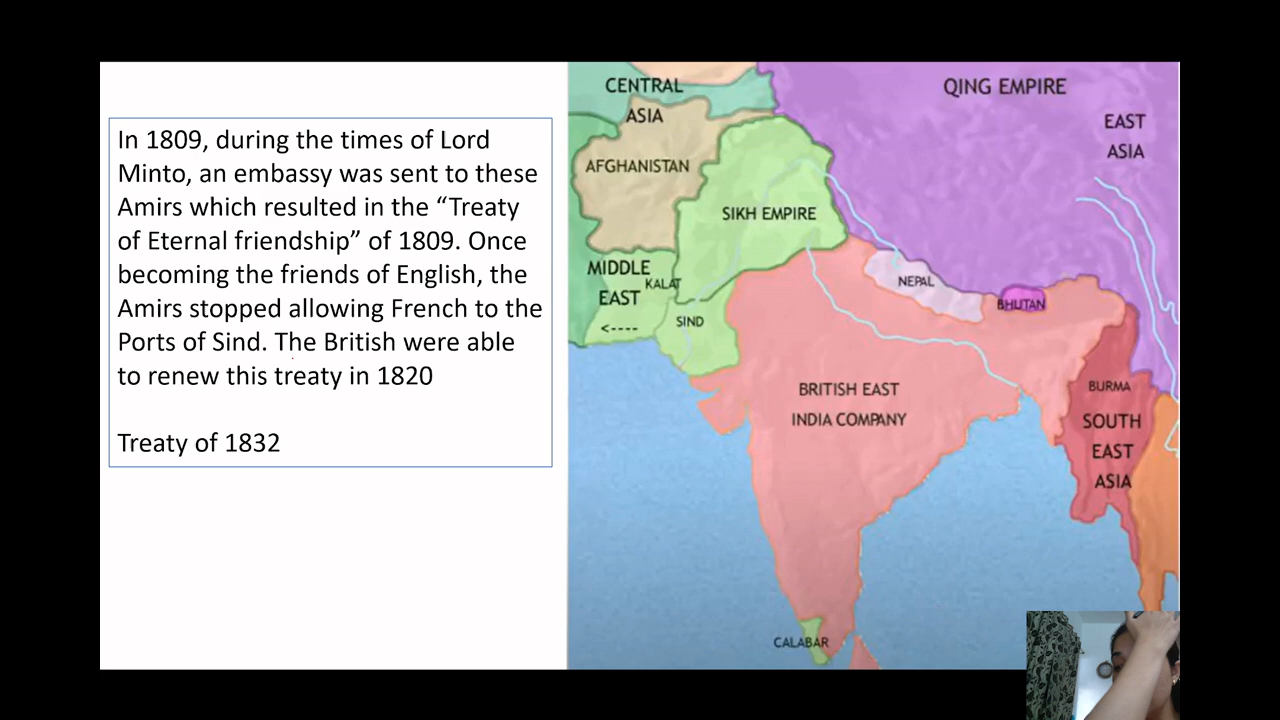 In 1809, during the times of Lord
Minto, an embassy was sent to these
Amirs which resulted in the “Treaty
of Eternal friendship” of 1809. Once
becoming the friends of English, the
Amirs stopped allowing French to the
Ports of Sind. The British were able
to renew this treaty in 1820
Treaty of 1832
CENTRAL
ASIA
QING EMPIRE
EAST
ASIA
AFGHANISTAN
SIKH EMPIRE
MIDDLE
EAST
<----
KALAT
SIND
NEPAL
BHUTAN
BRITISH EAST
INDIA COMPANY
BURMA
SOUTH
EAST
ASIA
CALABAR